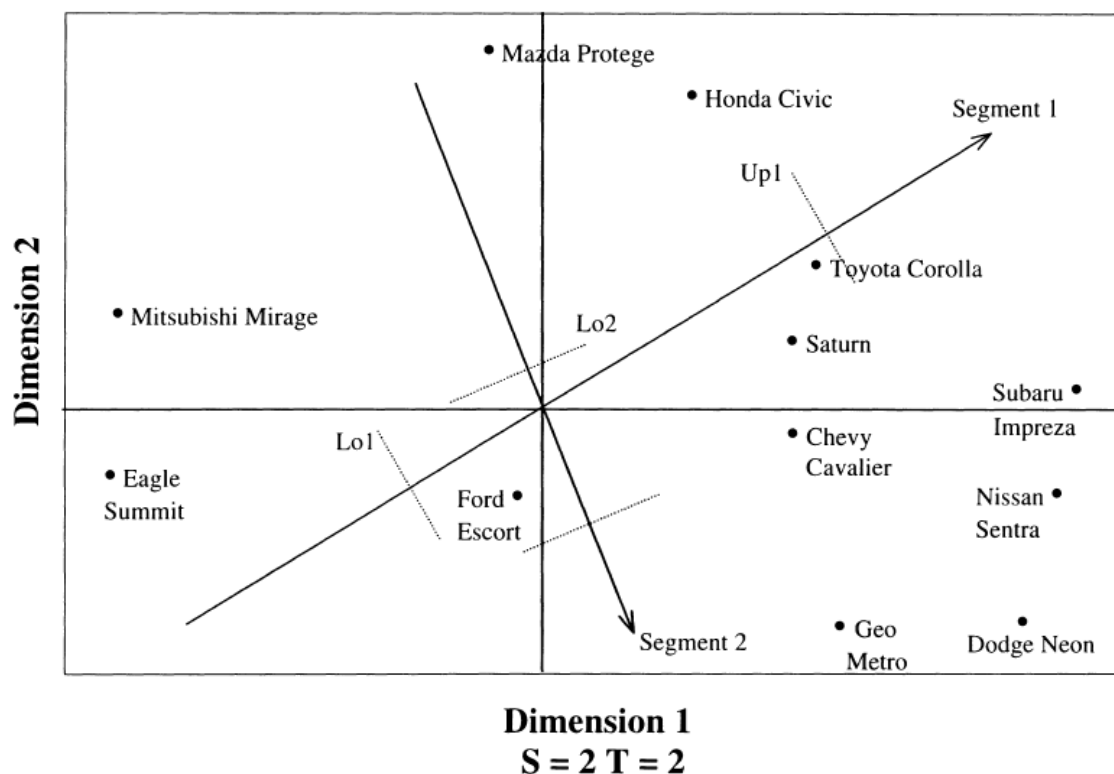 Mazda Protege
Honda Civic
Segment 1
Up1
Toyota Corolla
Mitsubishi Mirage
Lo2
Saturn
Dimension 2
Subaru
Impreza
Lo1
Chevy
Cavalier
Eagle
Summit
Ford
Escort
Nissan
Sentra
Segment 2
Geo
Metro
Dodge Neon
Dimension 1
S = 2 T = 2